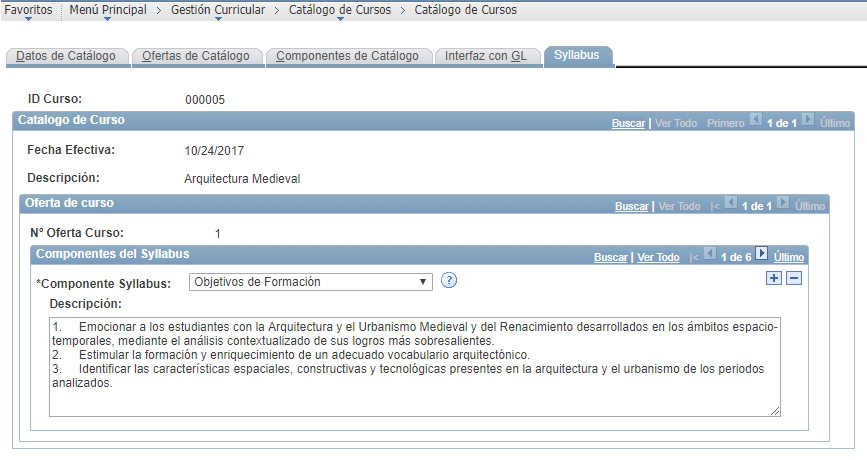 Favoritos Menú Principal > Gestión Curricular > Catálogo de Cursos > Catálogo de Cursos
Datos de Catálogo Ofertas de Catálogo Componentes de Catálogo Interfaz con GL Syllabus
ID Curso: 000005
Catalogo de Curso Buscar | Ver Todo Primero 1 de 1 Último
Fecha Efectiva: 10/24/2017
Descripción: Arquitectura Medieval
Oferta de curso Buscar | Ver Todo |< 1 de 1 Último
Nº Oferta Curso: 1
Componentes del Syllabus Buscar | Ver Todo |< 1 de 6 Último
*Componente Syllabus: Objetivos de Formación ? + −
Descripción:
1. Emocionar a los estudiantes con la Arquitectura y el Urbanismo Medieval y del Renacimiento desarrollados en los ámbitos espacio-
temporales, mediante el análisis contextualizado de sus logros más sobresalientes.
2. Estimular la formación y enriquecimiento de un adecuado vocabulario arquitectónico.
3. Identificar las características espaciales, constructivas y tecnológicas presentes en la arquitectura y el urbanismo de los periodos
analizados.